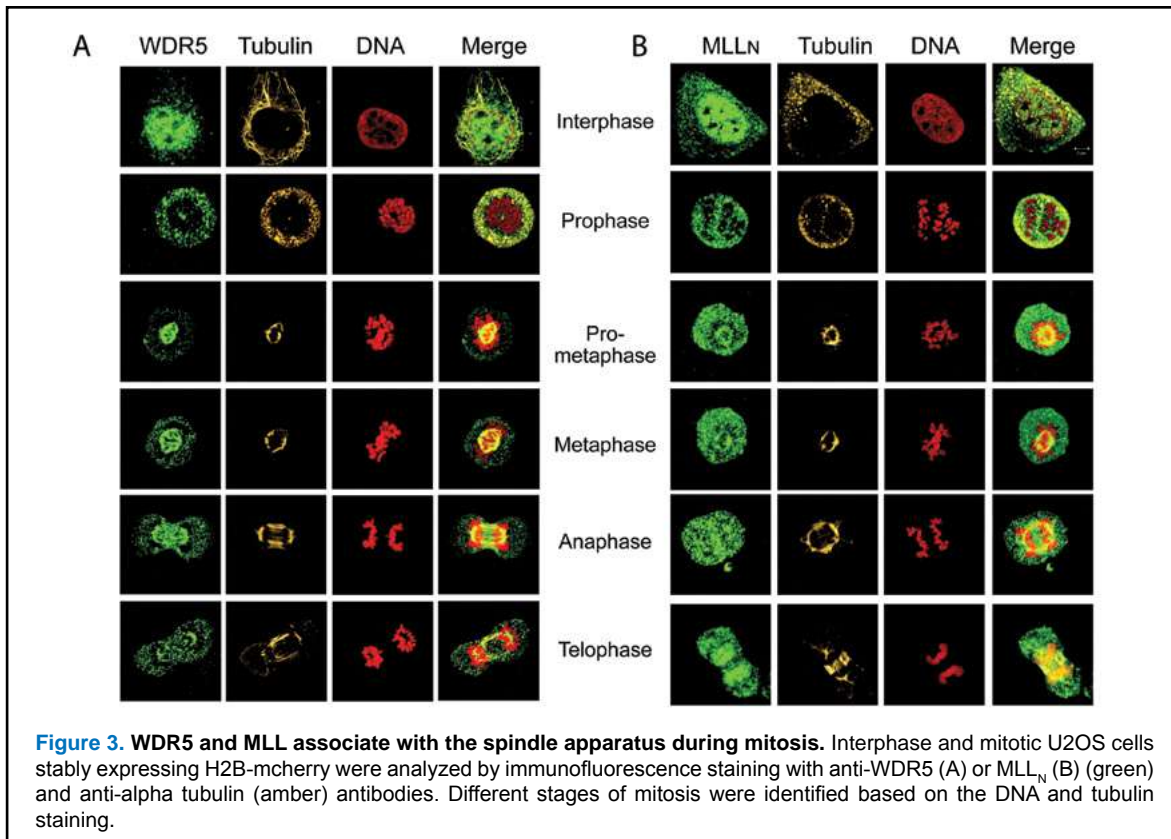 A WDR5 Tubulin DNA Merge
B MLLN Tubulin DNA Merge
Interphase
Prophase
Pro-
metaphase
Metaphase
Anaphase
Telophase
Figure 3. WDR5 and MLL associate with the spindle apparatus during mitosis. Interphase and mitotic U2OS cells
stably expressing H2B-mcherry were analyzed by immunofluorescence staining with anti-WDR5 (A) or MLLN (B) (green)
and anti-alpha tubulin (amber) antibodies. Different stages of mitosis were identified based on the DNA and tubulin
staining.